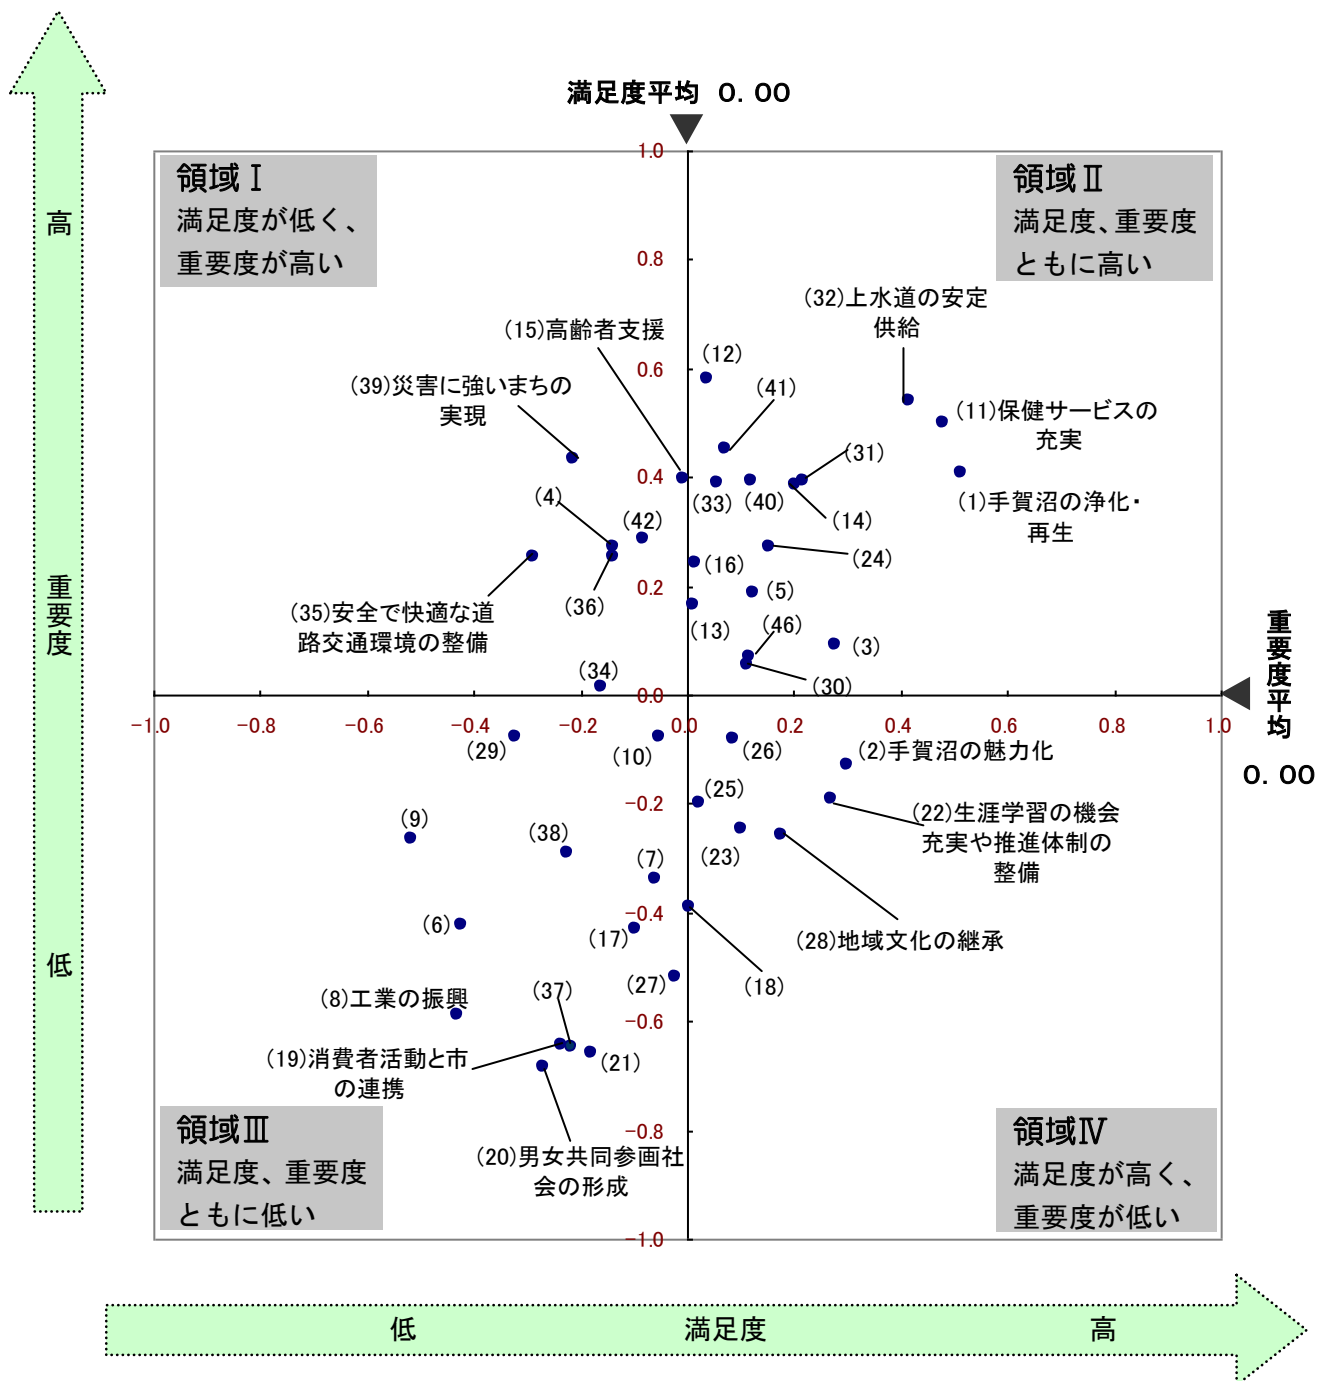 満足度平均 0.00
1.0
領域Ⅰ
満足度が低く、
重要度が高い
領域Ⅱ
満足度、重要度
ともに高い
高
0.8
(32)上水道の安定
供給
(15)高齢者支援
(12)
0.6
(39)災害に強いまちの
実現
(41)
(11)保健サービスの
充実
(31)
0.4
(4)
(33)
(40)
(1)手賀沼の浄化・
再生
(42)
(14)
(24)
(16)
0.2
(5)
(36)
(35)安全で快適な道
路交通環境の整備
重要度
(13)
(46)
(3)
重要度平均
0.00
(34)
(30)
0.0
-1.0
-0.8
-0.6
-0.4
-0.2
0.0
0.2
0.4
0.6
0.8
1.0
(29)
(10)
(26)
(2)手賀沼の魅力化
(25)
-0.2
(9)
(38)
(7)
(23)
(22)生涯学習の機会
充実や推進体制の
整備
-0.4
(6)
(17)
(28)地域文化の継承
低
(27)
(18)
(8)工業の振興
(37)
-0.6
(19)消費者活動と市
の連携
(21)
-0.8
(20)男女共同参画社
会の形成
領域Ⅲ
満足度、重要度
ともに低い
領域Ⅳ
満足度が高く、
重要度が低い
-1.0
低
満足度
高